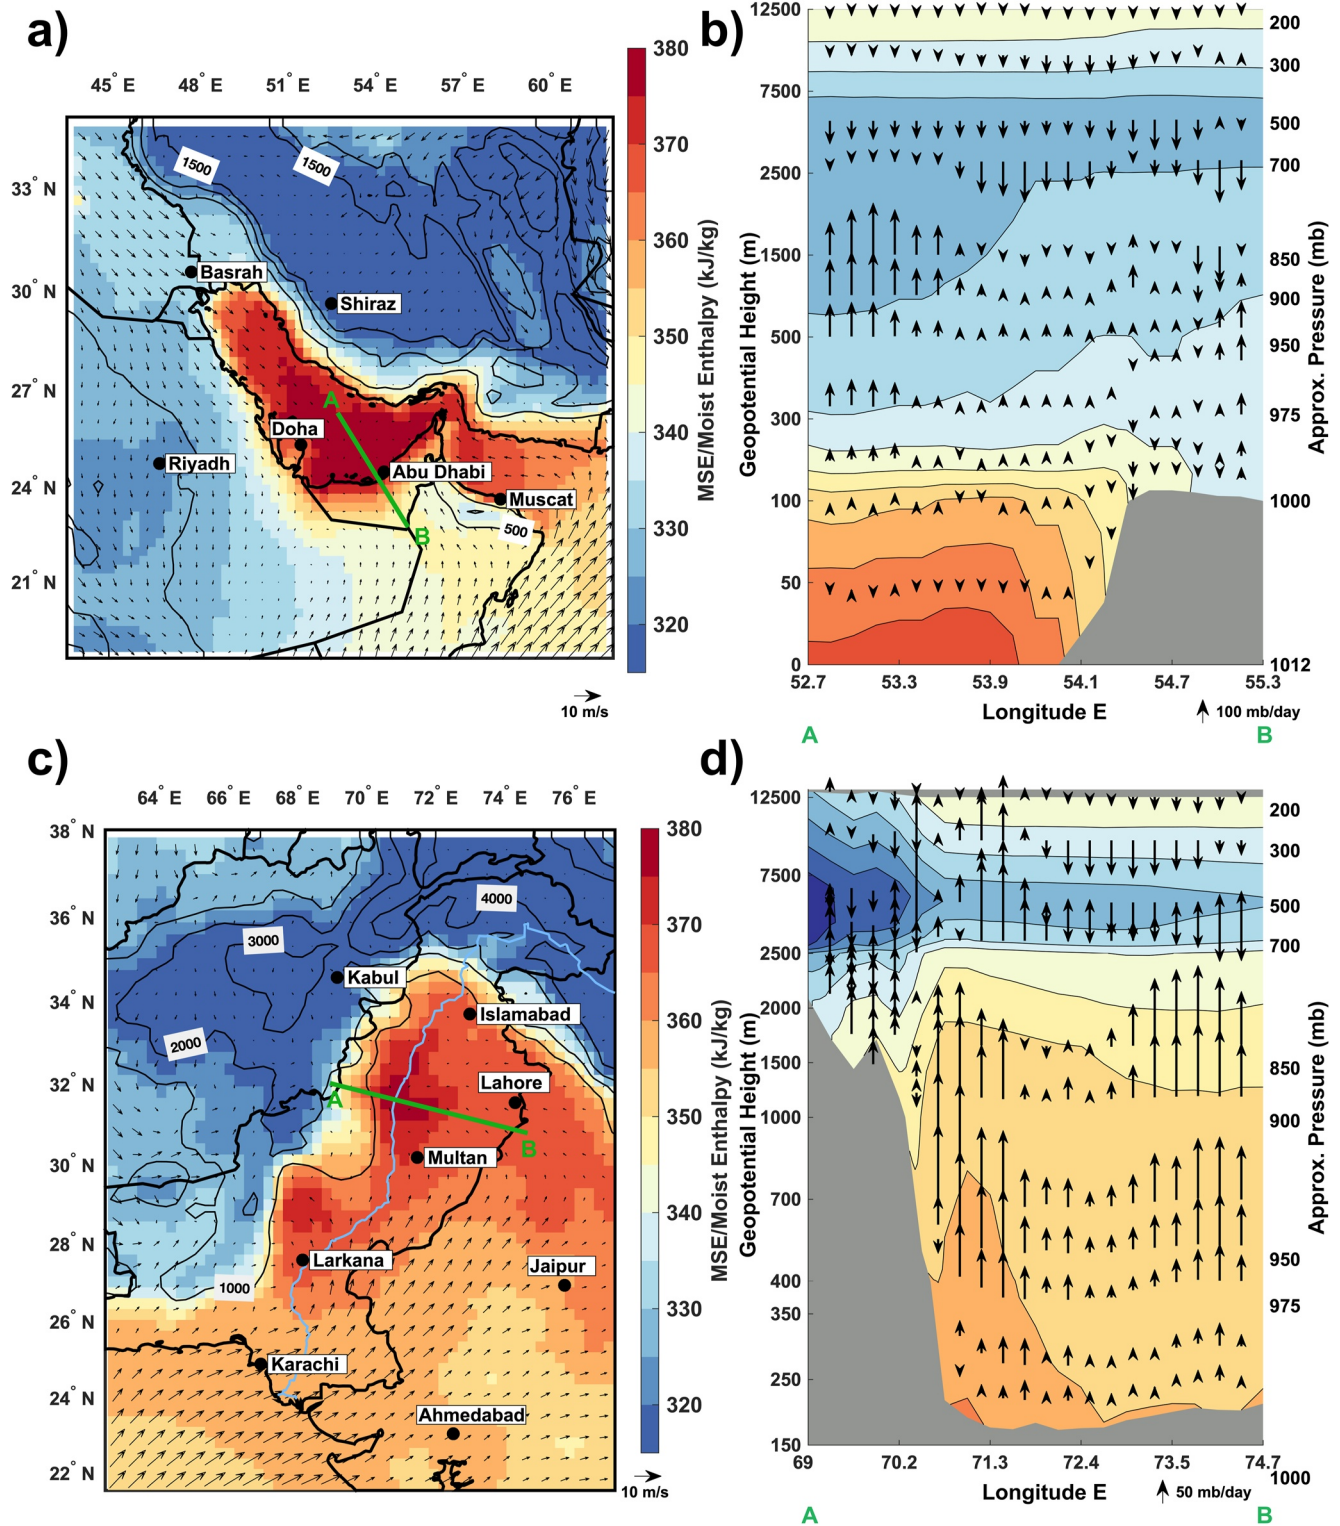 a)
45° E 48° E 51° E 54° E 57° E 60° E
33° N
30° N
27° N
24° N
21° N
1500
1500
Basrah
Shiraz
Doha
A
Riyadh
Abu Dhabi
Muscat
500
B
10 m/s
380
370
360
350
340
330
320
MSE/Moist Enthalpy (kJ/kg)
b)
12500
7500
2500
1500
500
300
100
50
0
Geopotential Height (m)
200
300
500
700
850
900
950
975
1000
1012
Approx. Pressure (mb)
52.7 53.3 53.9 54.1 54.7 55.3
Longitude E
100 mb/day
A B
c)
64° E 66° E 68° E 70° E 72° E 74° E 76° E
38° N
36° N
34° N
32° N
30° N
28° N
26° N
24° N
22° N
4000
3000
Kabul
Islamabad
2000
Lahore
A
B
Multan
Larkana
Jaipur
1000
Karachi
Ahmedabad
10 m/s
380
370
360
350
340
330
320
MSE/Moist Enthalpy (kJ/kg)
d)
12500
7500
2500
2000
1500
1000
700
400
350
250
150
Geopotential Height (m)
200
300
500
700
850
900
950
975
1000
Approx. Pressure (mb)
69 70.2 71.3 72.4 73.5 74.7
Longitude E
50 mb/day
A B